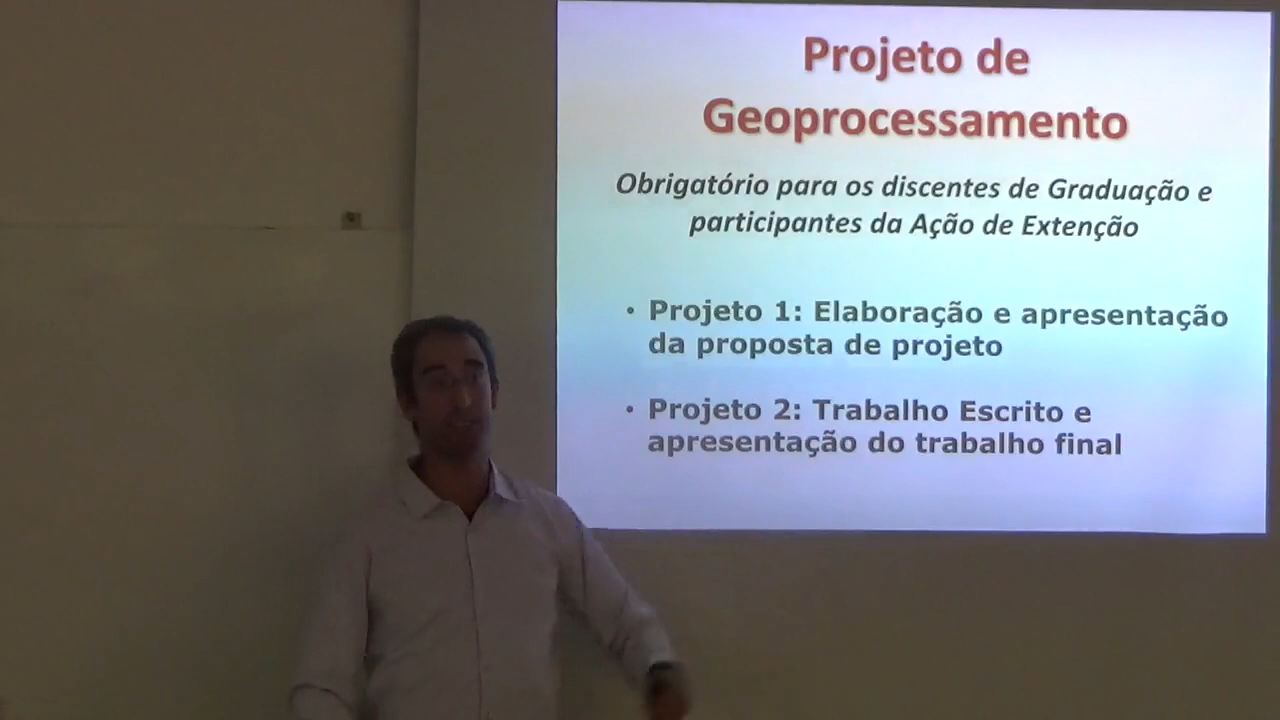 Projeto de
Geoprocessamento
Obrigatório para os discentes de Graduação e
participantes da Ação de Extenção
• Projeto 1: Elaboração e apresentação
da proposta de projeto
• Projeto 2: Trabalho Escrito e
apresentação do trabalho final